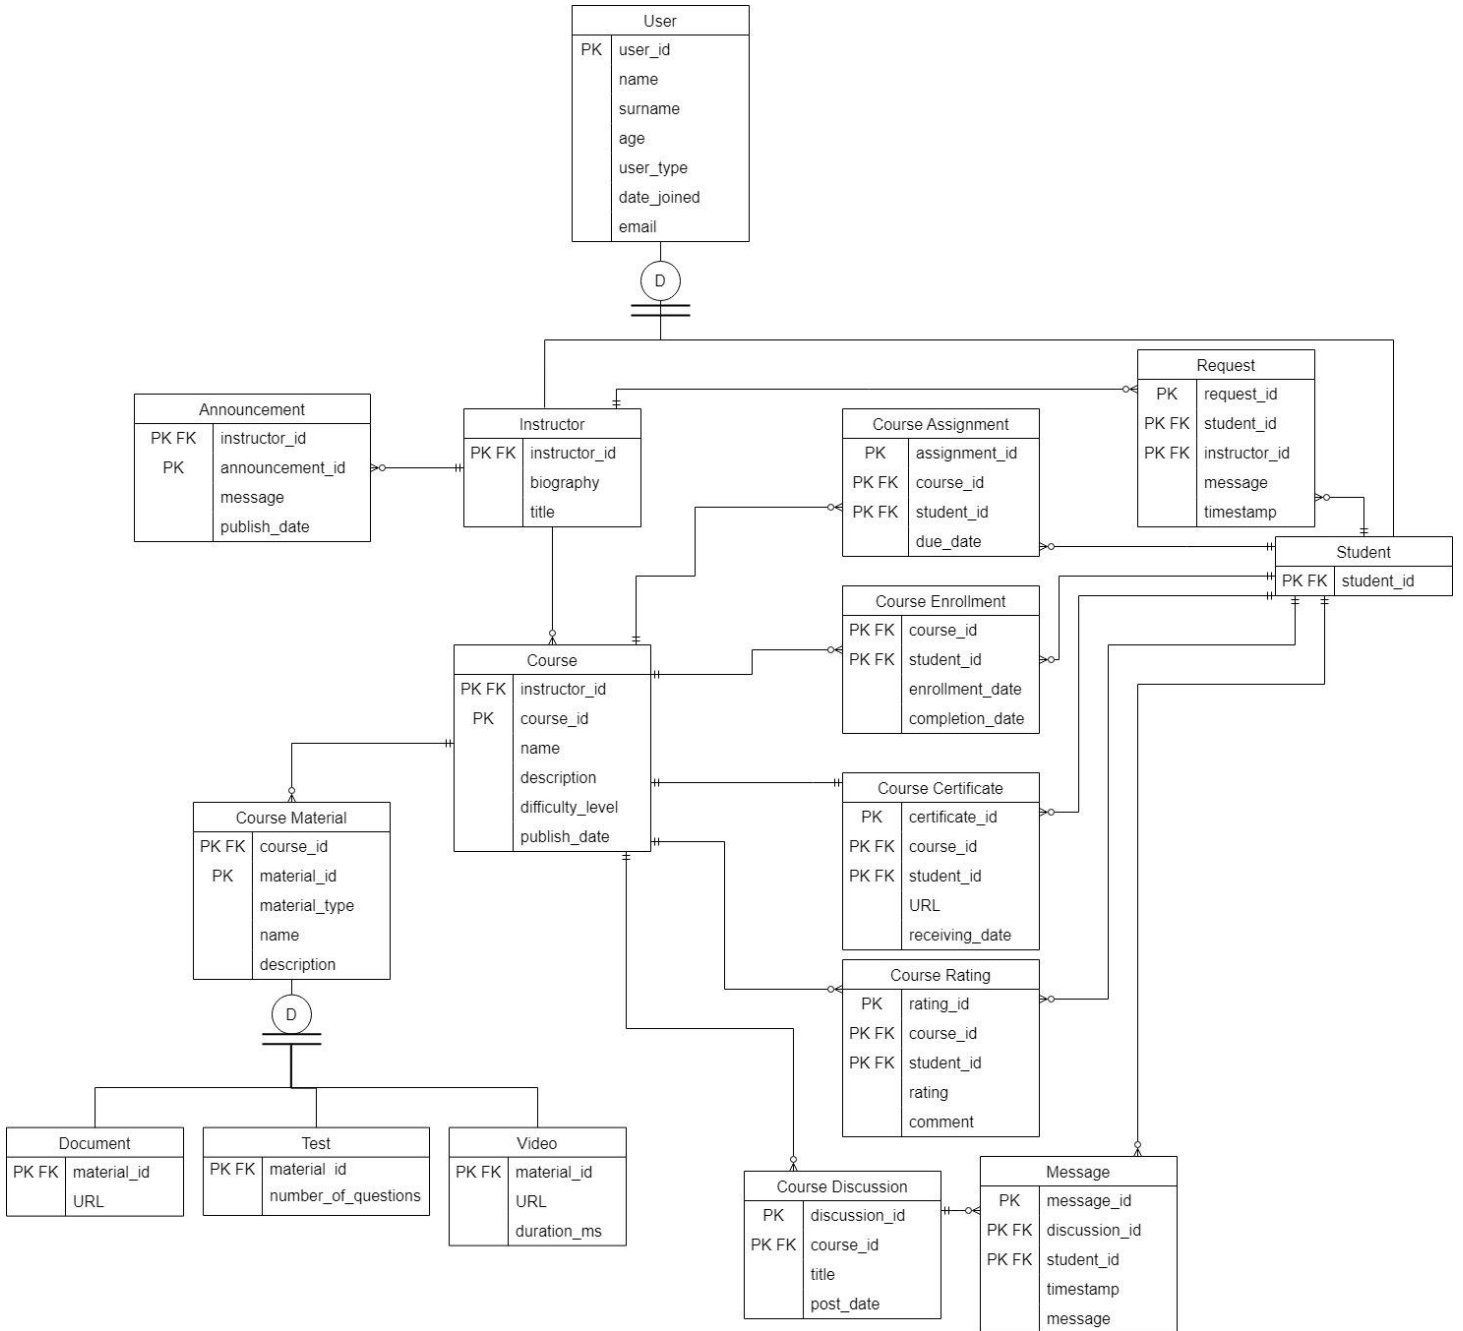 User
PK user_id
name
surname
age
user_type
date_joined
email
D
Request
PK request_id
PK FK student_id
PK FK instructor_id
message
timestamp
Announcement
PK FK instructor_id
PK announcement_id
message
publish_date
Instructor
PK FK instructor_id
biography
title
Course Assignment
PK assignment_id
PK FK course_id
PK FK student_id
due_date
Student
PK FK student_id
Course Enrollment
PK FK course_id
PK FK student_id
enrollment_date
completion_date
Course
PK FK instructor_id
PK course_id
name
description
difficulty_level
publish_date
Course Certificate
PK certificate_id
PK FK course_id
PK FK student_id
URL
receiving_date
Course Material
PK FK course_id
PK material_id
material_type
name
description
D
Course Rating
PK rating_id
PK FK course_id
PK FK student_id
rating
comment
Document
PK FK material_id
URL
Test
PK FK material_id
number_of_questions
Video
PK FK material_id
URL
duration_ms
Course Discussion
PK discussion_id
PK FK course_id
title
post_date
Message
PK message_id
PK FK discussion_id
PK FK student_id
timestamp
message